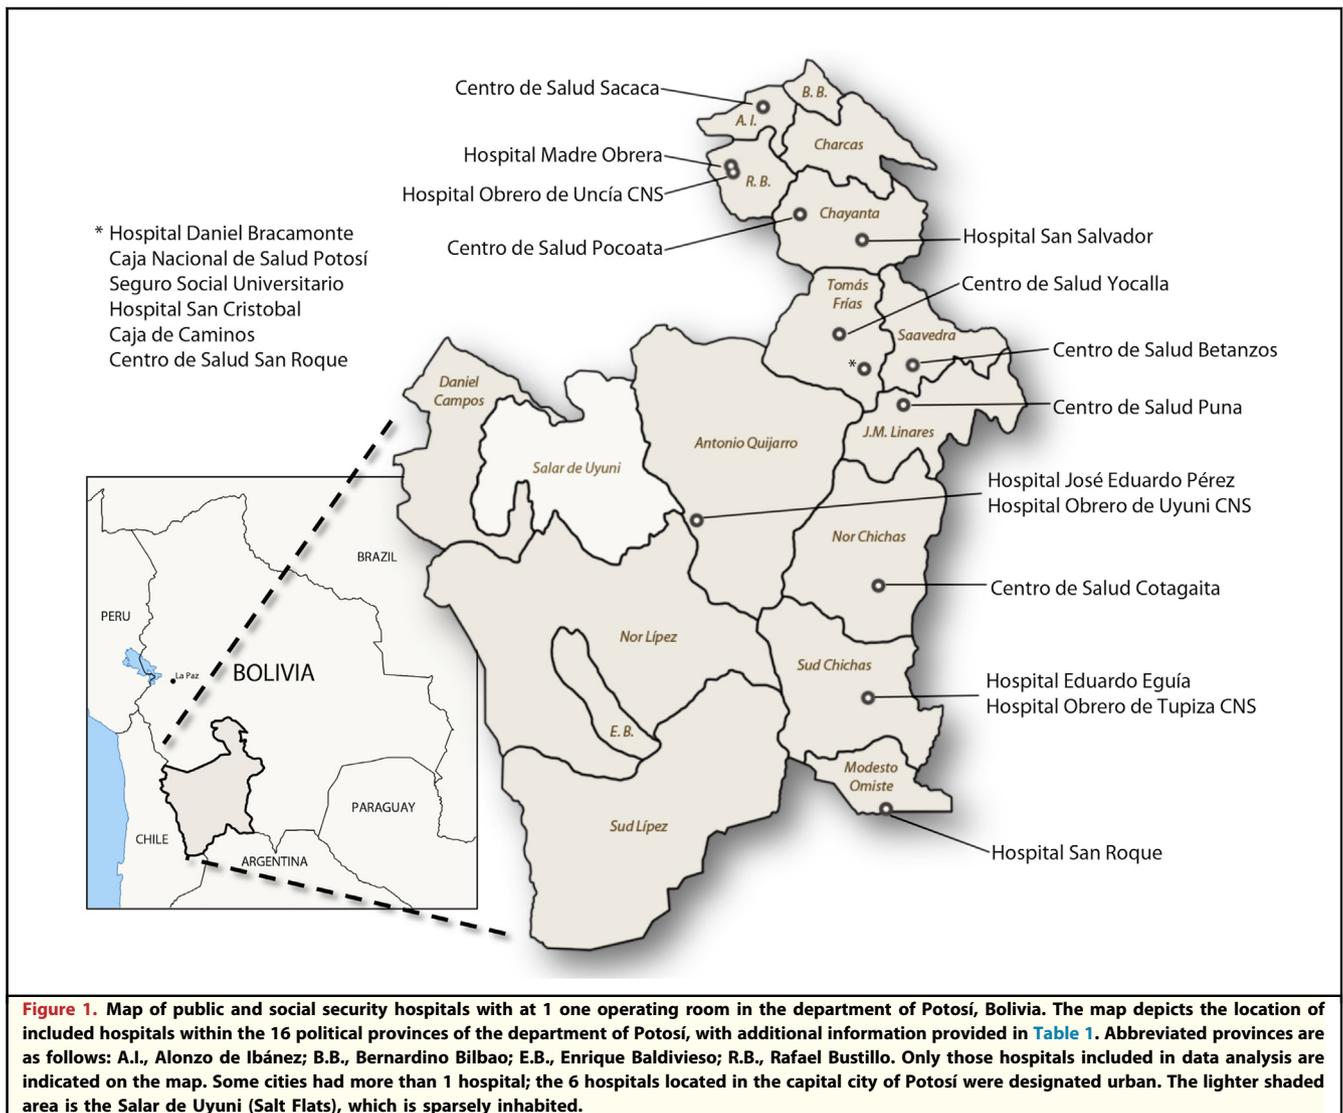 Centro de Salud Sacaca
B. B.
A. I.
Charcas
Hospital Madre Obrera
R. B.
Hospital Obrero de Uncía CNS
Chayanta
* Hospital Daniel Bracamonte
Caja Nacional de Salud Potosí
Seguro Social Universitario
Hospital San Cristobal
Caja de Caminos
Centro de Salud San Roque
Centro de Salud Pocoata
Hospital San Salvador
Tomás
Frías
Centro de Salud Yocalla
Saavedra
*
Centro de Salud Betanzos
Daniel
Campos
Centro de Salud Puna
J.M. Linares
Antonio Quijarro
Salar de Uyuni
Hospital José Eduardo Pérez
Hospital Obrero de Uyuni CNS
Nor Chichas
BRAZIL
Centro de Salud Cotagaita
PERU
Nor Lípez
Sud Chichas
La Paz
BOLIVIA
Hospital Eduardo Eguía
Hospital Obrero de Tupiza CNS
E. B.
Modesto
Omiste
PARAGUAY
Sud Lípez
CHILE
ARGENTINA
Hospital San Roque
Figure 1. Map of public and social security hospitals with at 1 one operating room in the department of Potosí, Bolivia. The map depicts the location of
included hospitals within the 16 political provinces of the department of Potosí, with additional information provided in Table 1. Abbreviated provinces are
as follows: A.I., Alonzo de Ibánez; B.B., Bernardino Bilbao; E.B., Enrique Baldivieso; R.B., Rafael Bustillo. Only those hospitals included in data analysis are
indicated on the map. Some cities had more than 1 hospital; the 6 hospitals located in the capital city of Potosí were designated urban. The lighter shaded
area is the Salar de Uyuni (Salt Flats), which is sparsely inhabited.